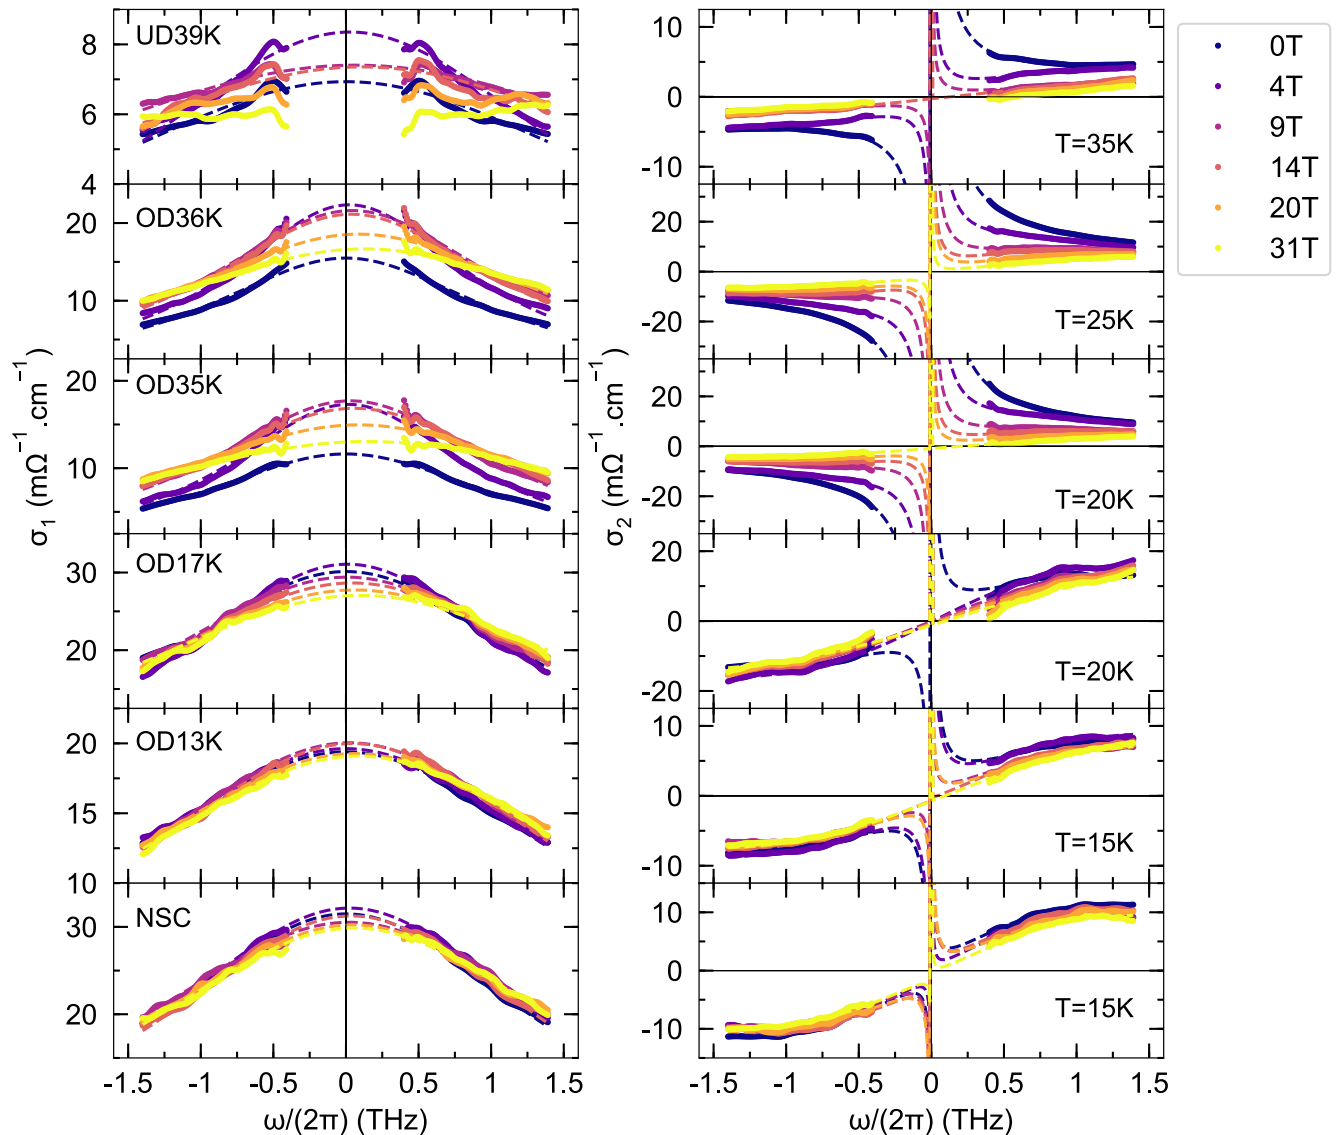 UD39K
8
6
4
σ₁ (mΩ⁻¹.cm⁻¹)
OD36K
20
10
OD35K
20
10
OD17K
30
20
OD13K
20
15
10
NSC
30
20
-1.5 -1 -0.5 0 0.5 1 1.5
ω/(2π) (THz)
σ₂ (mΩ⁻¹.cm⁻¹)
10
0
-10
T=35K
20
0
-20
T=25K
20
0
-20
T=20K
20
0
-20
T=20K
10
0
-10
T=15K
10
0
-10
T=15K
-1.5 -1 -0.5 0 0.5 1 1.5
ω/(2π) (THz)
0T
4T
9T
14T
20T
31T